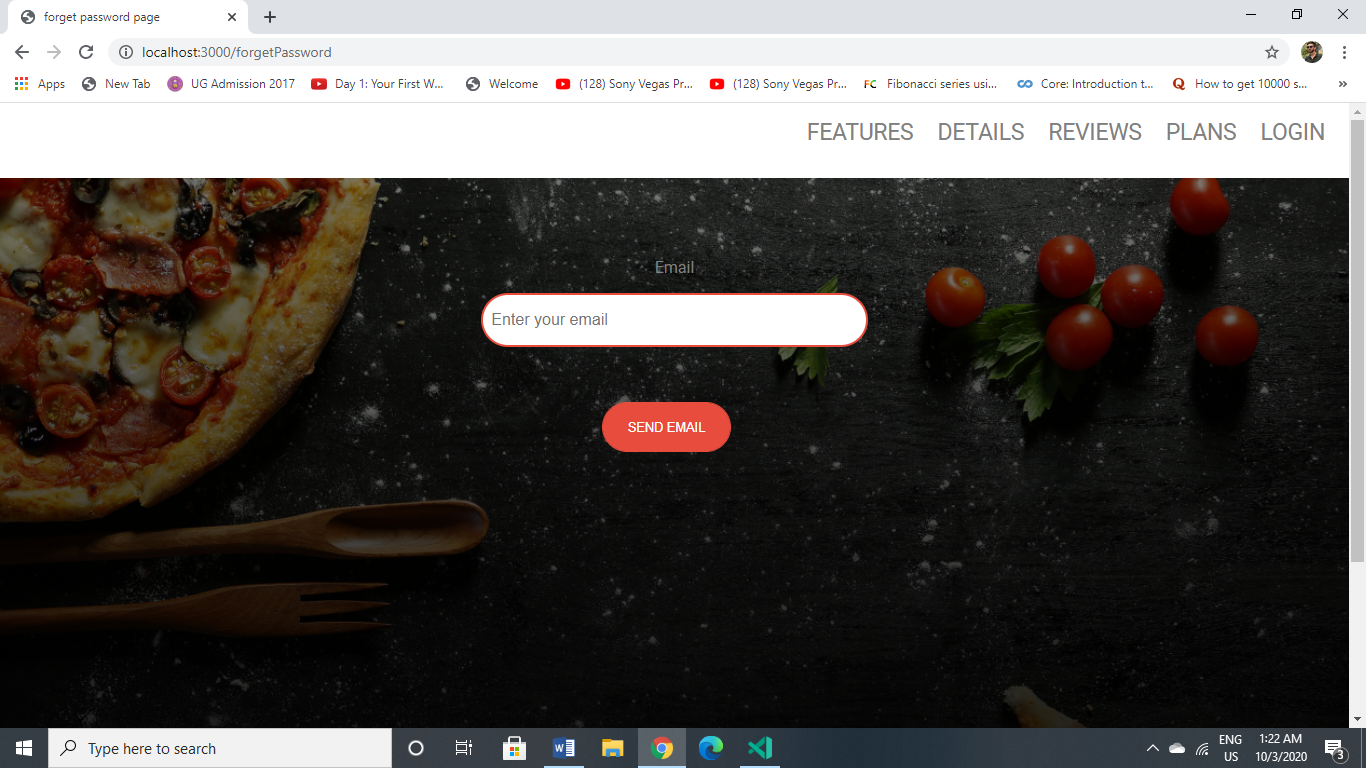 forget password page
localhost:3000/forgetPassword
Apps New Tab UG Admission 2017 Day 1: Your First W... Welcome (128) Sony Vegas Pr... (128) Sony Vegas Pr... FC Fibonacci series usi... Core: Introduction t... Q How to get 10000 s... »
FEATURES DETAILS REVIEWS PLANS LOGIN
Email
Enter your email
SEND EMAIL
Type here to search
W
ENG
US
1:22 AM
10/3/2020
3